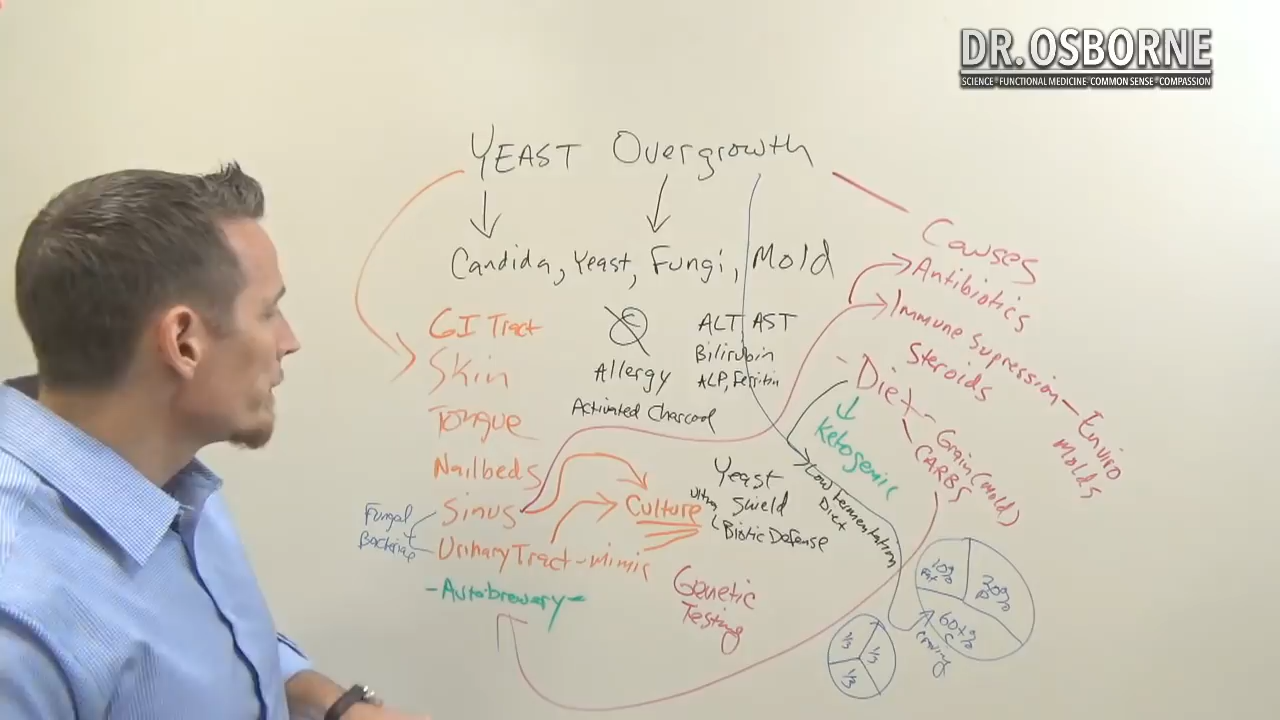 DR. OSBORNE
SCIENCE · FUNCTIONAL MEDICINE · COMMON SENSE · COMPASSION
YEAST Overgrowth
Candida, Yeast, Fungi, Mold
GI Tract
Skin
Tongue
Nailbeds
Sinus
Urinary Tract - mimic
- Autobrewery -
Fungal
+
Bacteria
C
Allergy
Activated Charcoal
ALT AST
Bilirubin
ALP, Ferritin
Culture
Genetic
Testing
Yeast
Ultra Shield
Biotic Defense
Causes
Antibiotics
Immune Supression - Enviro
Molds
Steroids
- Diet - Grain (mold)
CARBS
Ketogenic
Low Fermentation
Diet
10%
Fat
20%
P
60+%
C
Craving
1/3
1/3
1/3